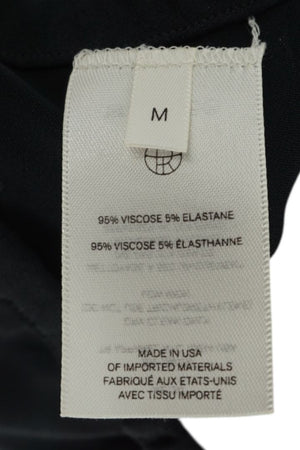 M
95% VISCOSE 5% ELASTANE
95% VISCOSE 5% ÉLASTHANNE
MADE IN USA
OF IMPORTED MATERIALS
FABRIQUÉ AUX ETATS-UNIS
AVEC TISSU IMPORTÉ